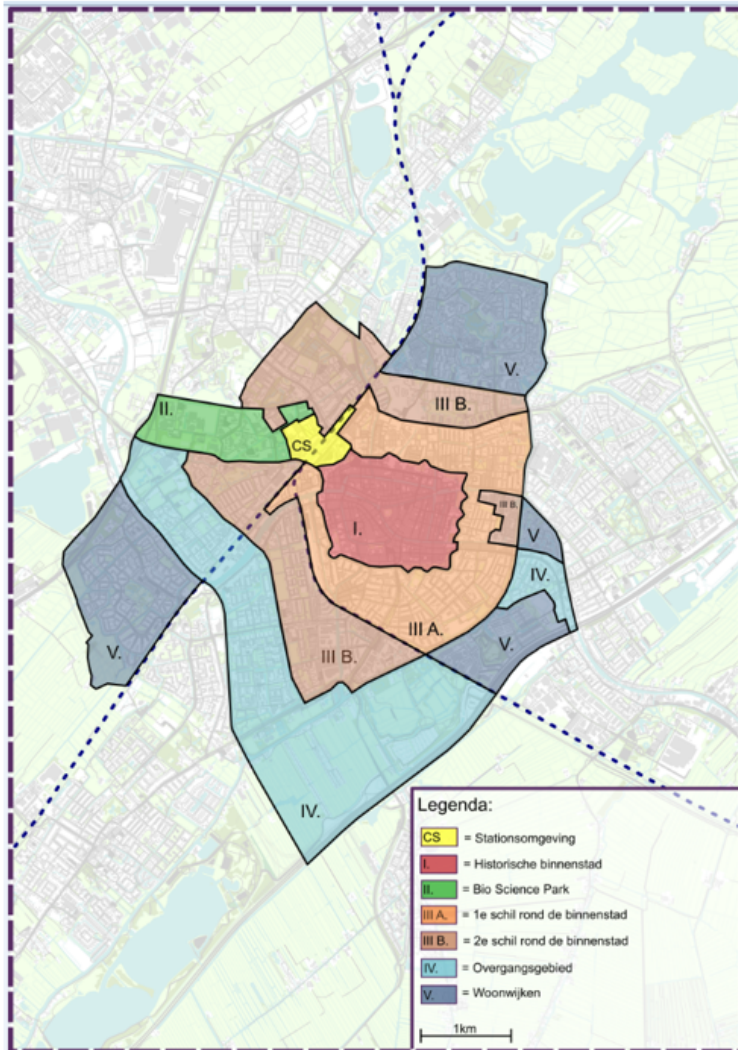 V.
III B.
II.
CS
III B.
I.
V
IV.
III A.
V.
III B.
V.
IV.
Legenda:
CS = Stationsomgeving
I. = Historische binnenstad
II. = Bio Science Park
III A. = 1e schil rond de binnenstad
III B. = 2e schil rond de binnenstad
IV. = Overgangsgebied
V. = Woonwijken
1km